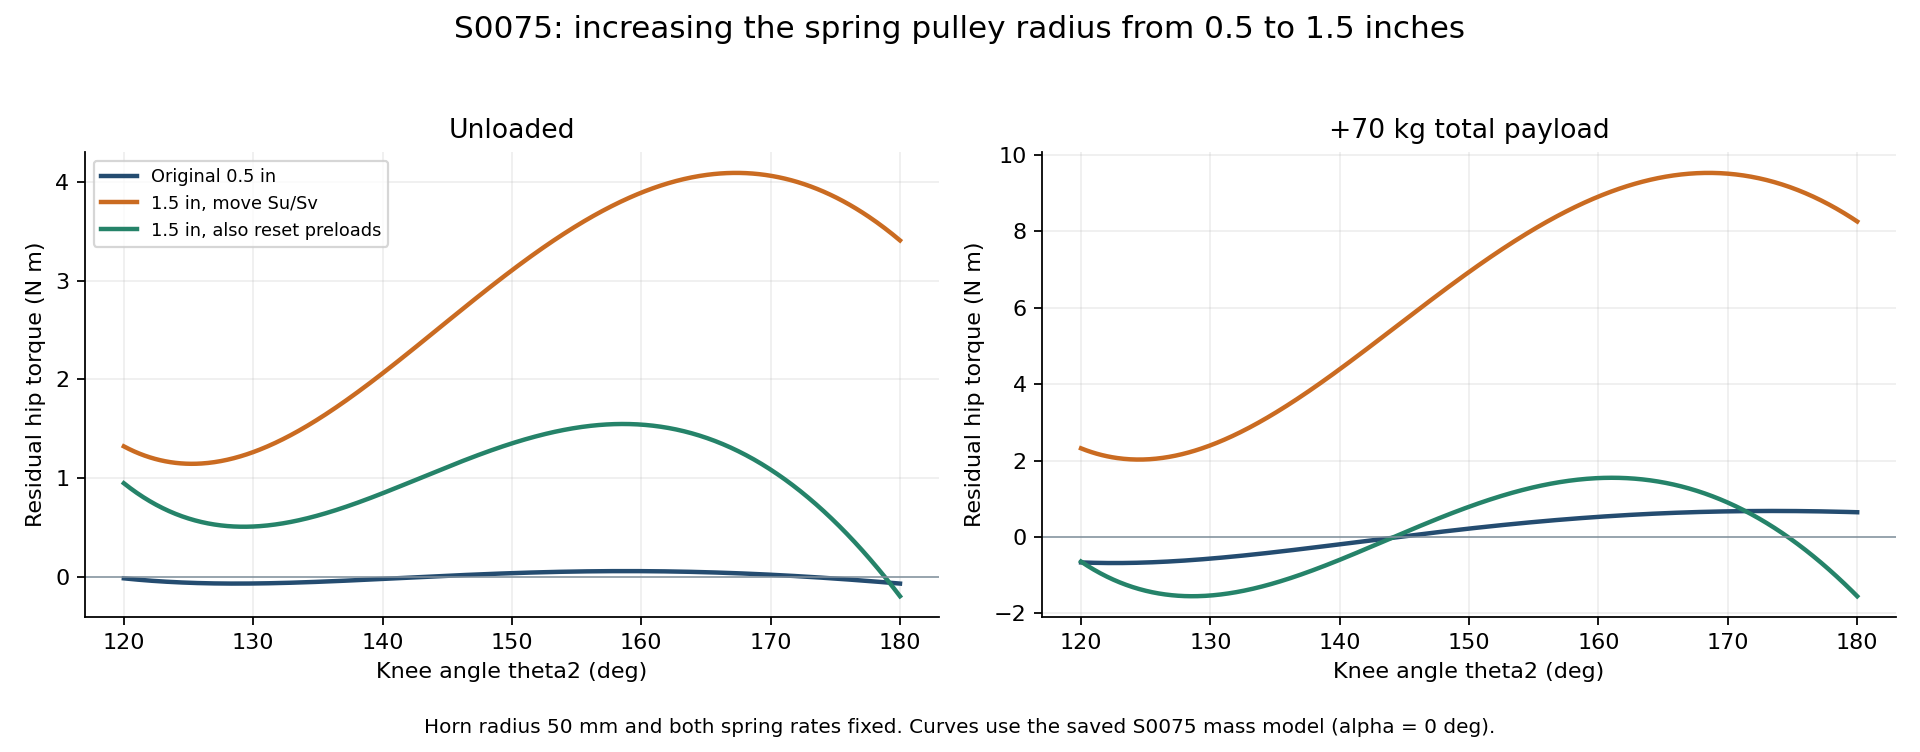 S0075: increasing the spring pulley radius from 0.5 to 1.5 inches
Unloaded
Original 0.5 in
1.5 in, move Su/Sv
1.5 in, also reset preloads
Residual hip torque (N m)
4
3
2
1
0
120 130 140 150 160 170 180
Knee angle theta2 (deg)
+70 kg total payload
Residual hip torque (N m)
10
8
6
4
2
0
−2
120 130 140 150 160 170 180
Knee angle theta2 (deg)
Horn radius 50 mm and both spring rates fixed. Curves use the saved S0075 mass model (alpha = 0 deg).